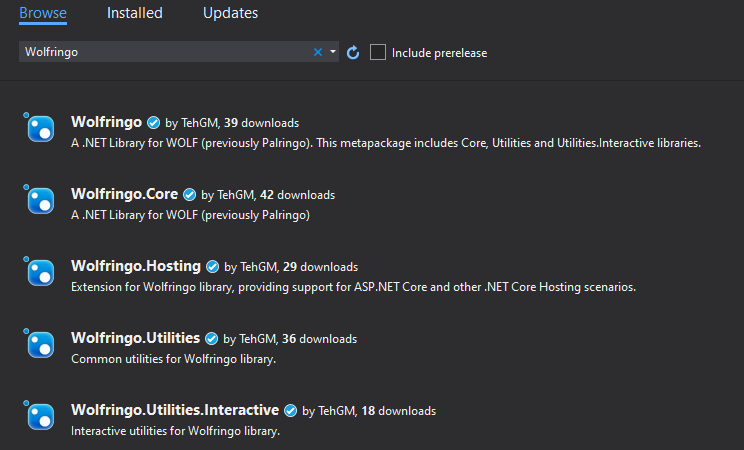 Browse Installed Updates
Wolfringo Include prerelease
Wolfringo by TehGM, 39 downloads
A .NET Library for WOLF (previously Palringo). This metapackage includes Core, Utilities and Utilities.Interactive libraries.
Wolfringo.Core by TehGM, 42 downloads
A .NET Library for WOLF (previously Palringo)
Wolfringo.Hosting by TehGM, 29 downloads
Extension for Wolfringo library, providing support for ASP.NET Core and other .NET Core Hosting scenarios.
Wolfringo.Utilities by TehGM, 36 downloads
Common utilities for Wolfringo library.
Wolfringo.Utilities.Interactive by TehGM, 18 downloads
Interactive utilities for Wolfringo library.